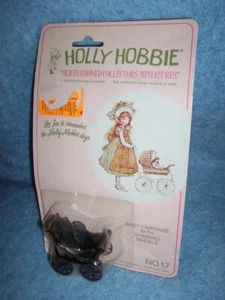 HOLLY HOBBIE
"OLD FASHIONED COLLECTORS MINIATURES"
It's fun to remember
the Holly Hobbie days
BABY CARRIAGE
WITH
SPINNING
WHEELS
NO. 17